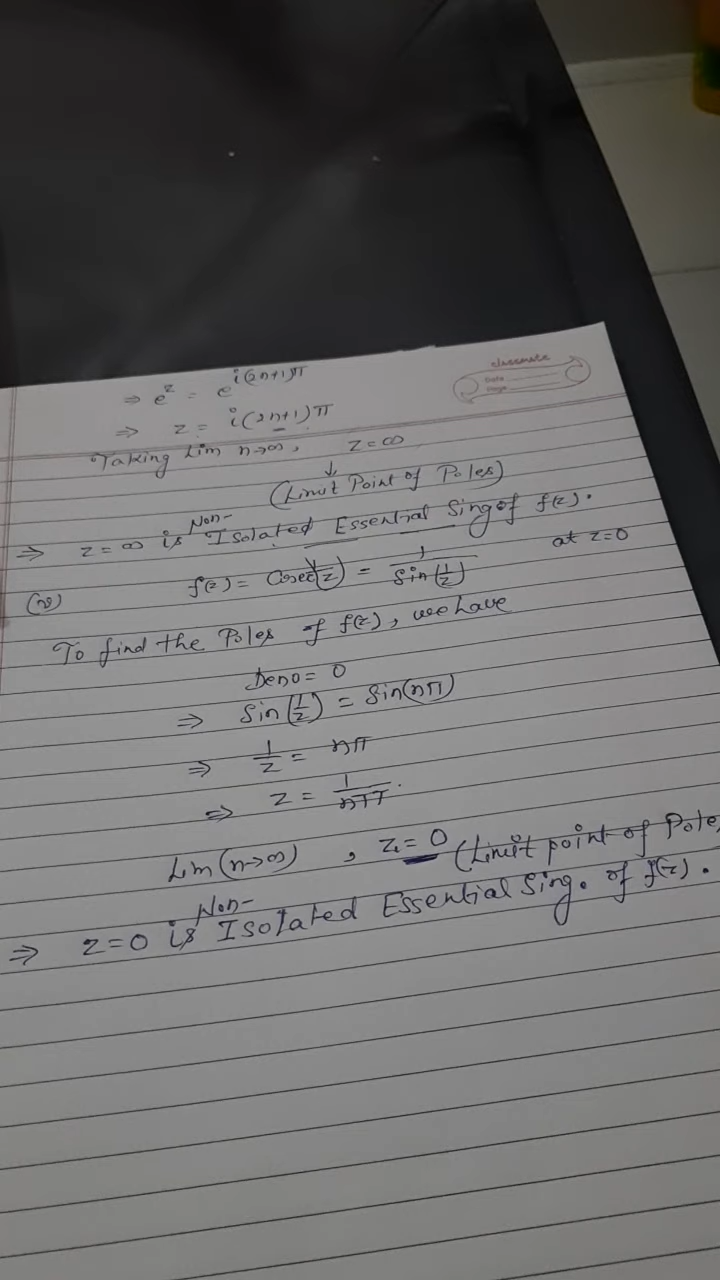 classmate
Date
Page
⇒ e^z = e^{i(2n+1)π}
⇒ z = i(2n+1)π
Taking Lim n→∞, z = ∞
↓
(Limit Point of Poles)
⇒ z = ∞ is Non-Isolated Essential Sing of f(z).
(v) f(z) = Cosec(1/z) = 1/Sin(1/z) at z=0
To find the Poles of f(z), we have
Deno = 0
⇒ Sin(1/z) = Sin(nπ)
⇒ 1/z = nπ
⇒ z = 1/nπ.
Lim (n→∞), z = 0 (Limit point of Poles
⇒ z=0 is Non-Isolated Essential Sing. of f(z).